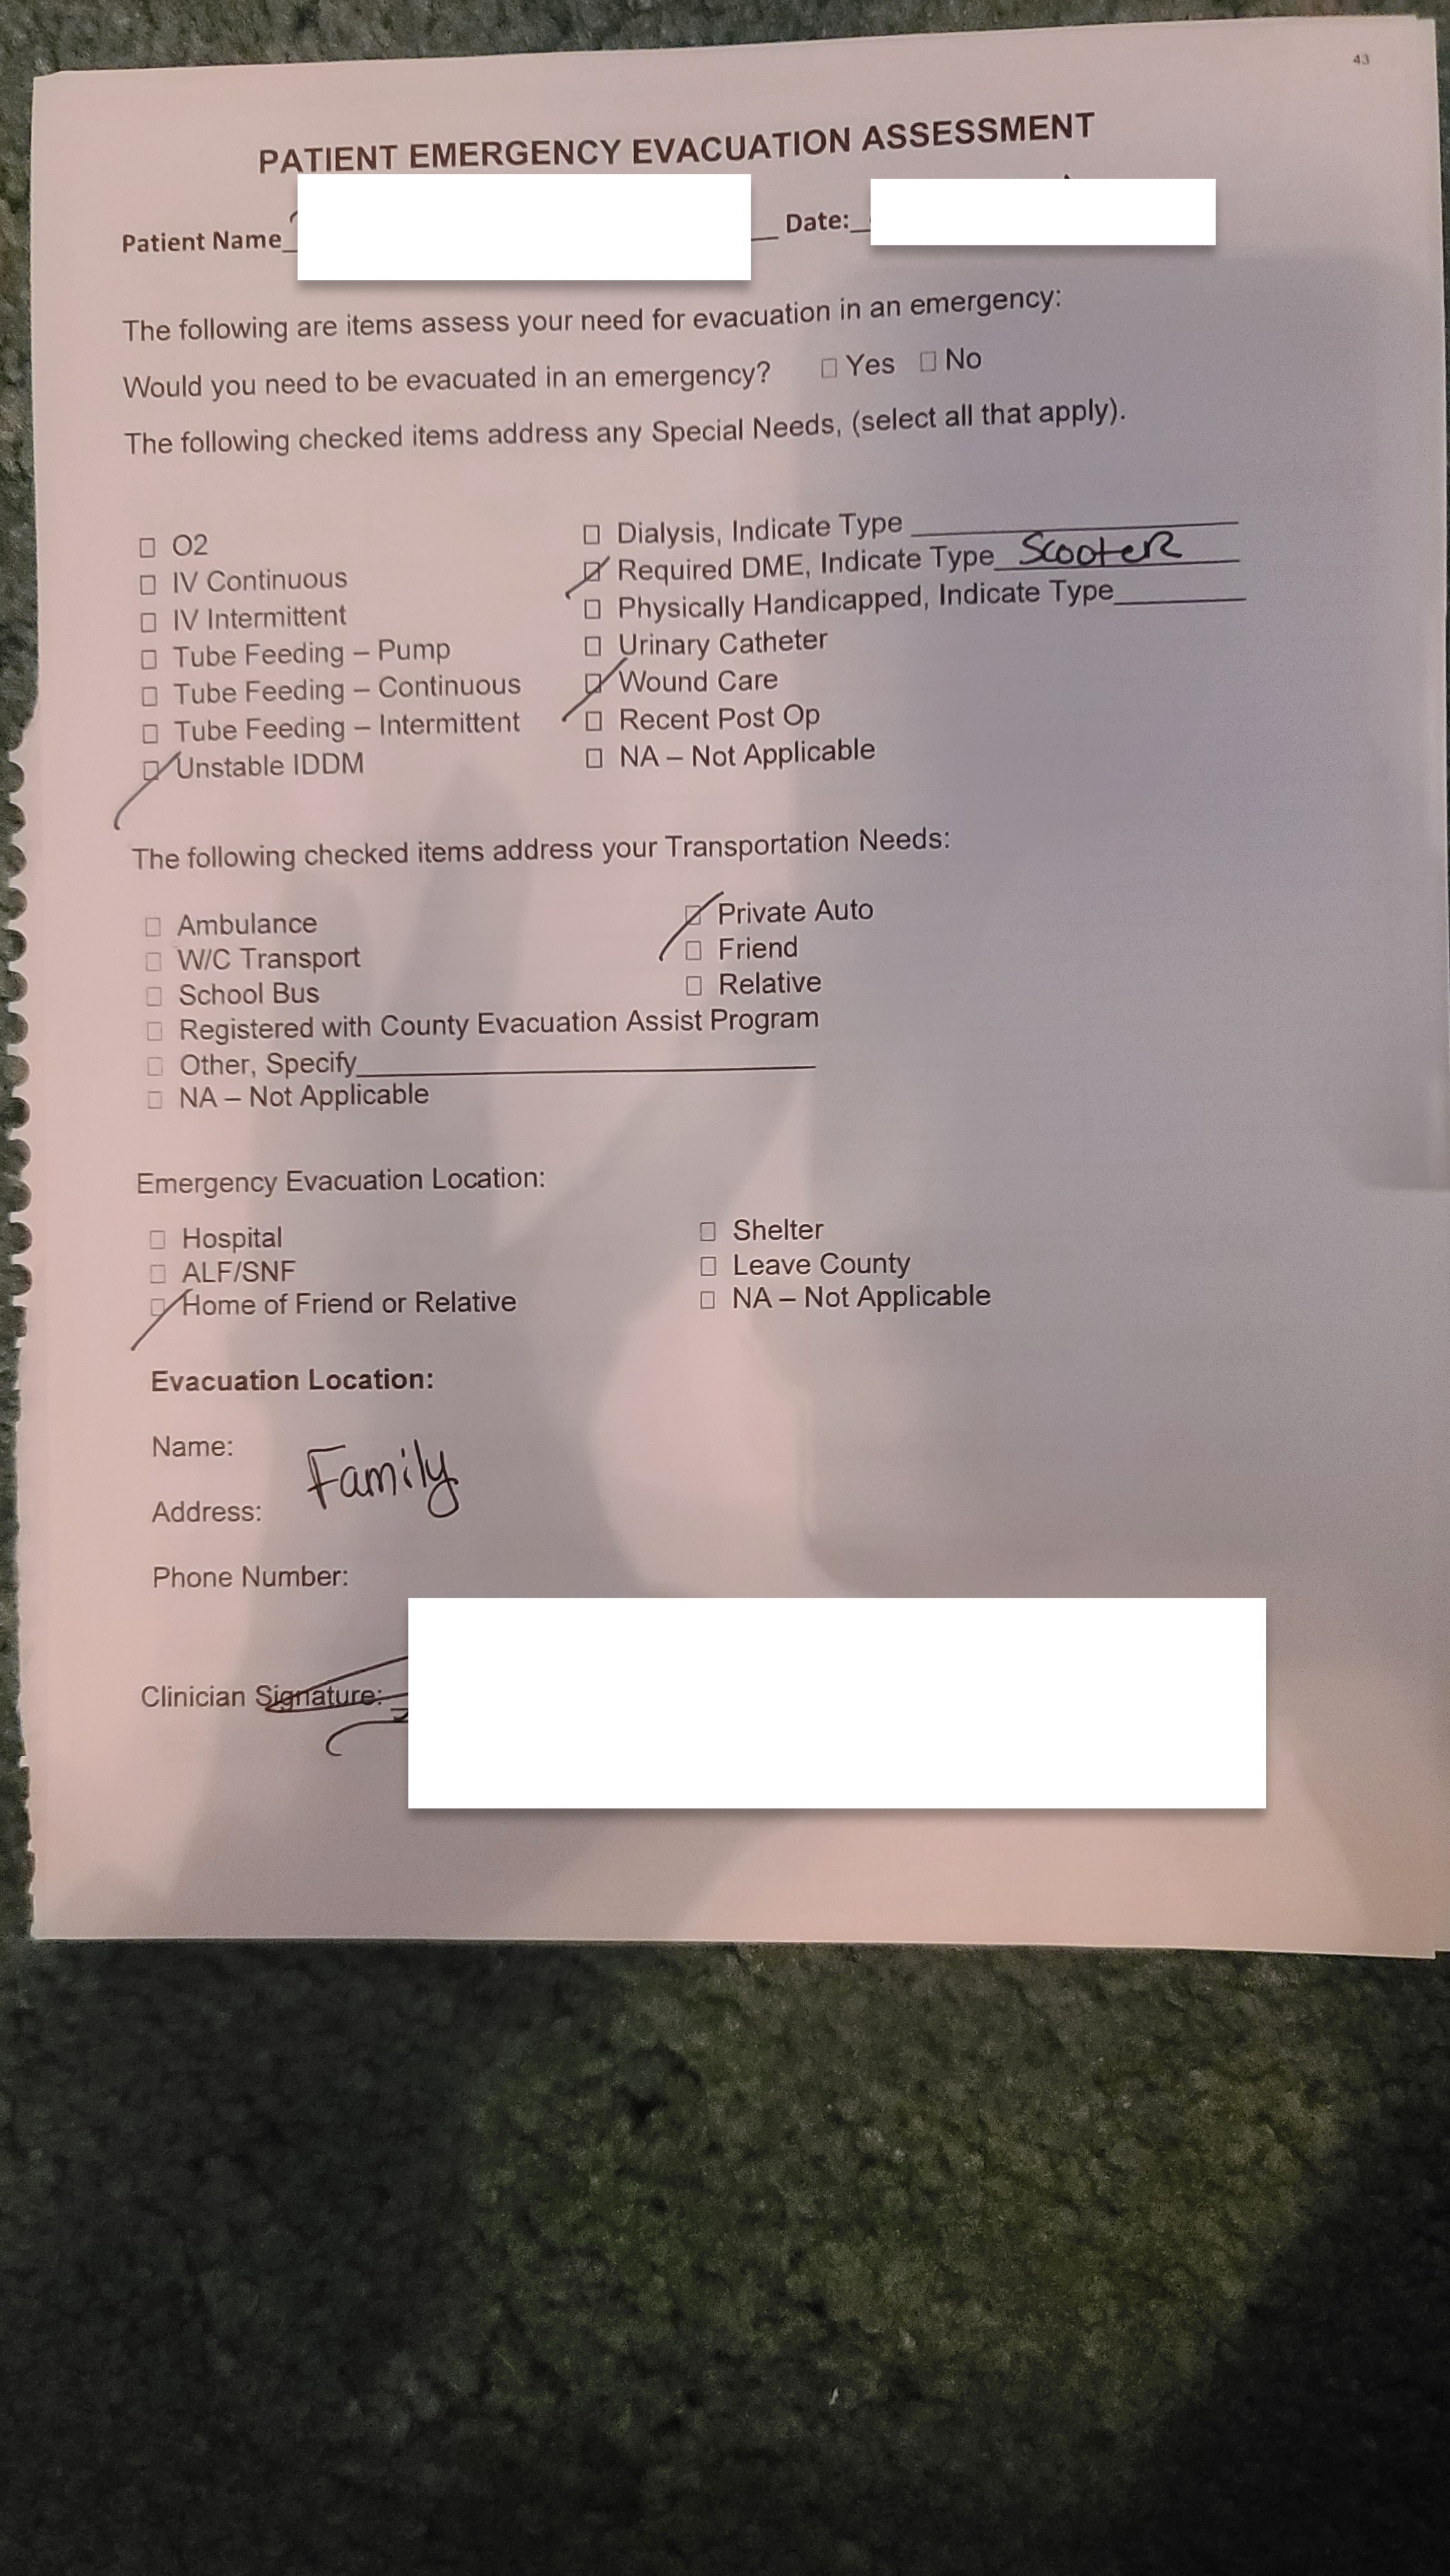 43
PATIENT EMERGENCY EVACUATION ASSESSMENT
Patient Name_ Date:_
The following are items assess your need for evacuation in an emergency:
Would you need to be evacuated in an emergency? ☐ Yes ☐ No
The following checked items address any Special Needs, (select all that apply).
☐ O2
☐ IV Continuous
☐ IV Intermittent
☐ Tube Feeding – Pump
☐ Tube Feeding – Continuous
☐ Tube Feeding – Intermittent
☑ Unstable IDDM
☐ Dialysis, Indicate Type
☑ Required DME, Indicate Type Scooter
☐ Physically Handicapped, Indicate Type
☐ Urinary Catheter
☑ Wound Care
☐ Recent Post Op
☐ NA – Not Applicable
The following checked items address your Transportation Needs:
☐ Ambulance
☐ W/C Transport
☐ School Bus
☐ Registered with County Evacuation Assist Program
☐ Other, Specify
☐ NA – Not Applicable
☑ Private Auto
☐ Friend
☐ Relative
Emergency Evacuation Location:
☐ Hospital
☐ ALF/SNF
☑ Home of Friend or Relative
☐ Shelter
☐ Leave County
☐ NA – Not Applicable
Evacuation Location:
Name:
Family
Address:
Phone Number:
Clinician Signature: